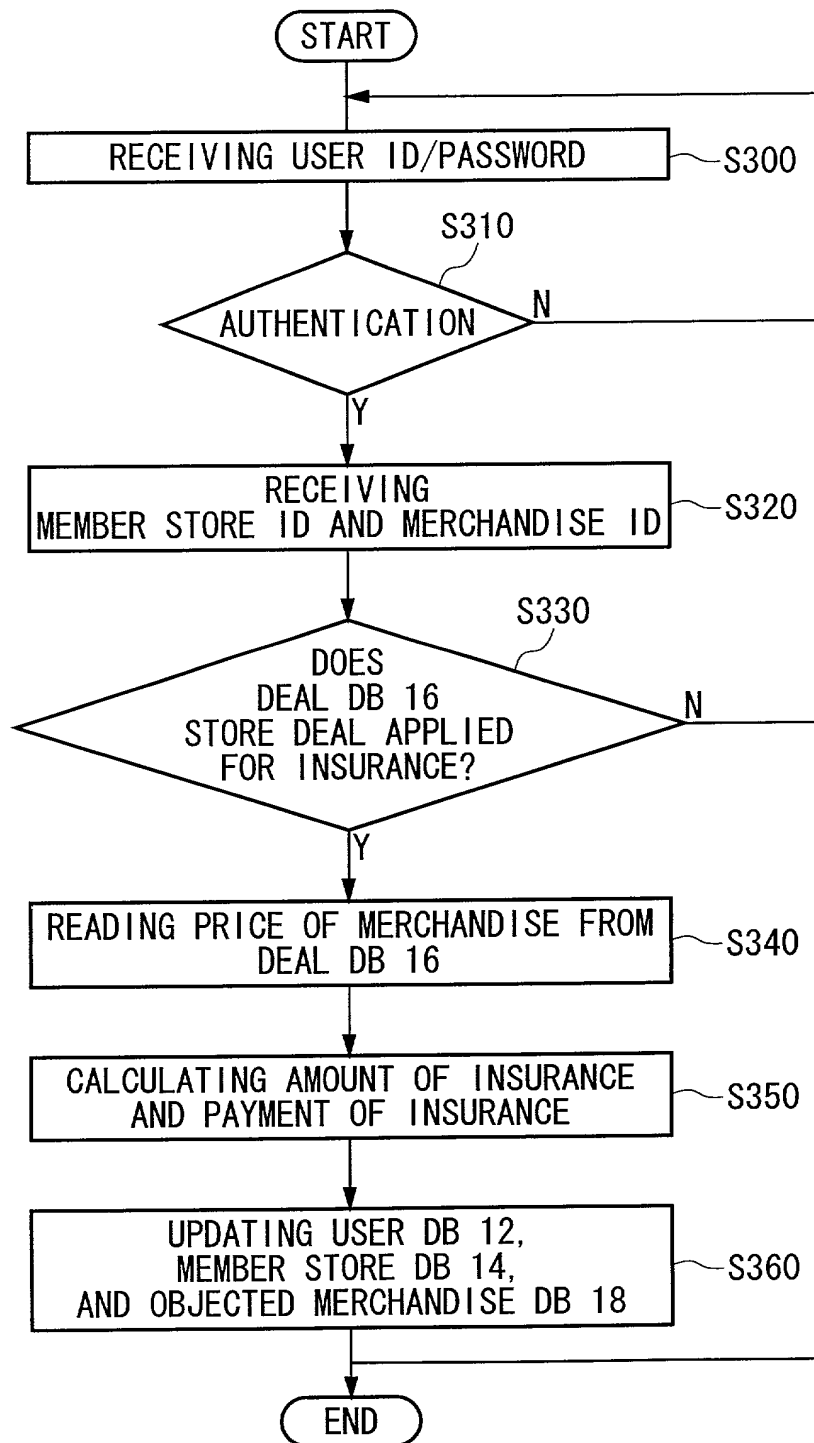 START
RECEIVING USER ID/PASSWORD
S300
S310
AUTHENTICATION
N
Y
RECEIVING
MEMBER STORE ID AND MERCHANDISE ID
S320
S330
DOES
DEAL DB 16
STORE DEAL APPLIED
FOR INSURANCE?
N
Y
READING PRICE OF MERCHANDISE FROM
DEAL DB 16
S340
CALCULATING AMOUNT OF INSURANCE
AND PAYMENT OF INSURANCE
S350
UPDATING USER DB 12,
MEMBER STORE DB 14,
AND OBJECTED MERCHANDISE DB 18
S360
END